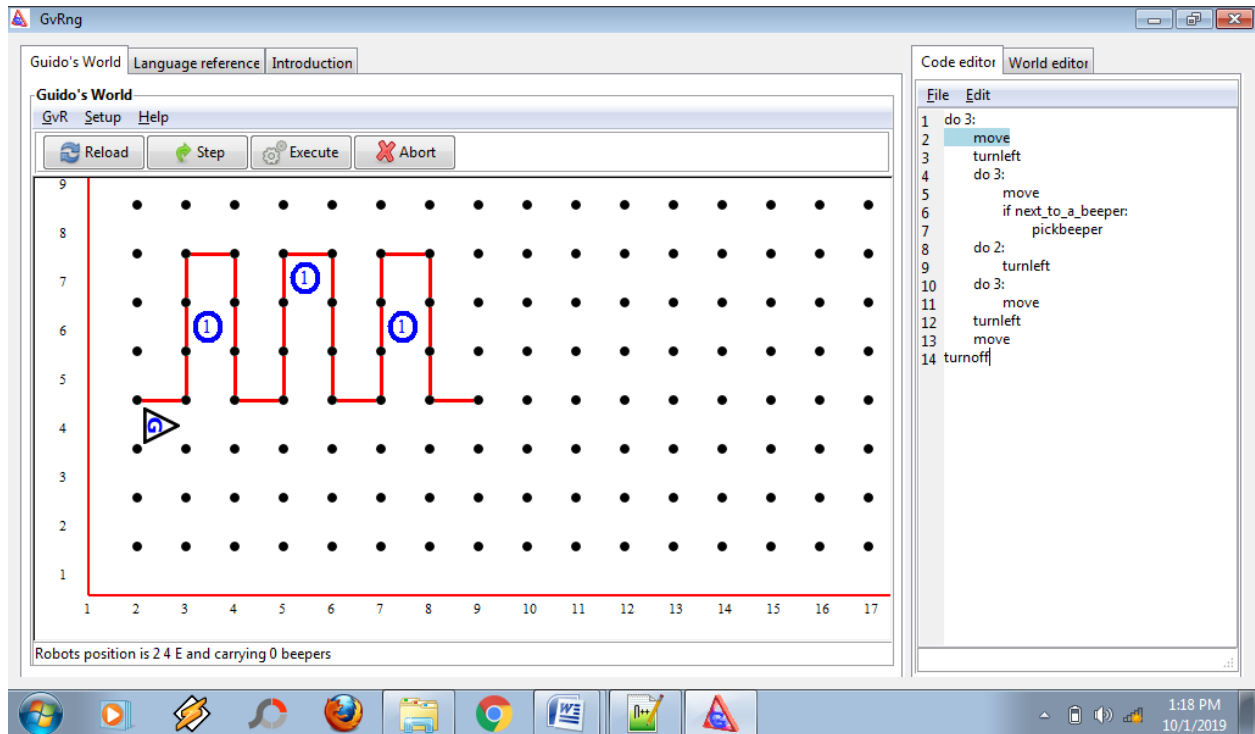 GvRng
Guido's World Language reference Introduction
Guido's World
GvR Setup Help
Reload Step Execute Abort
9
8
7
6
5
4
3
2
1
1
1
1
G
1 2 3 4 5 6 7 8 9 10 11 12 13 14 15 16 17
Robots position is 2 4 E and carrying 0 beepers
Code editor World editor
File Edit
1 do 3:
2 move
3 turnleft
4 do 3:
5 move
6 if next_to_a_beeper:
7 pickbeeper
8 do 2:
9 turnleft
10 do 3:
11 move
12 turnleft
13 move
14 turnoff
1:18 PM
10/1/2019